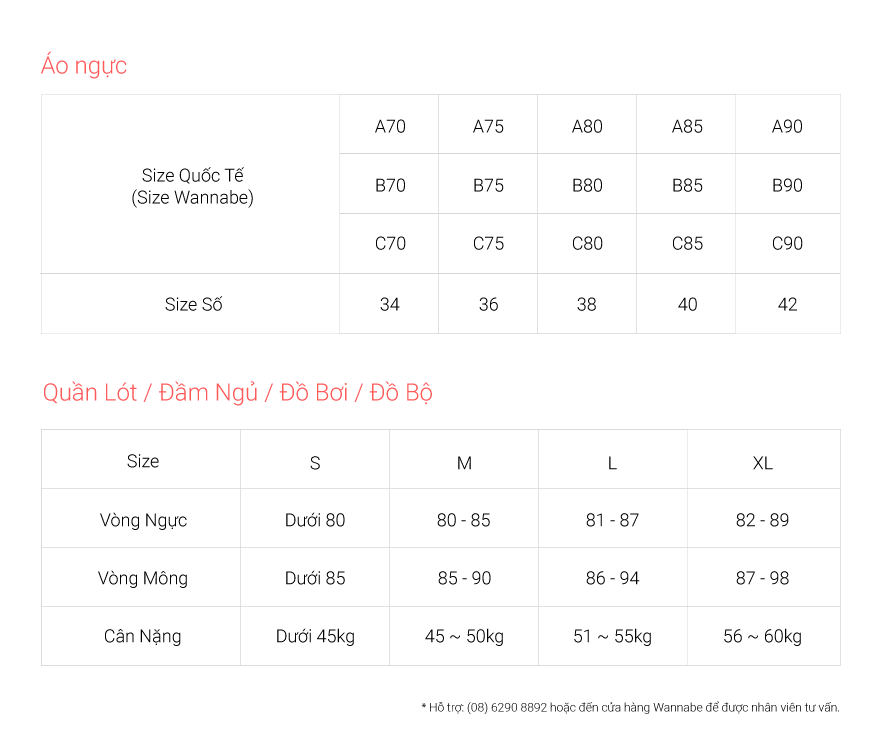 Áo ngực
A70 A75 A80 A85 A90
Size Quốc Tế
(Size Wannabe)
B70 B75 B80 B85 B90
C70 C75 C80 C85 C90
Size Số 34 36 38 40 42
Quần Lót / Đầm Ngủ / Đồ Bơi / Đồ Bộ
Size S M L XL
Vòng Ngực Dưới 80 80 - 85 81 - 87 82 - 89
Vòng Mông Dưới 85 85 - 90 86 - 94 87 - 98
Cân Nặng Dưới 45kg 45 ~ 50kg 51 ~ 55kg 56 ~ 60kg
* Hỗ trợ: (08) 6290 8892 hoặc đến cửa hàng Wannabe để được nhân viên tư vấn.